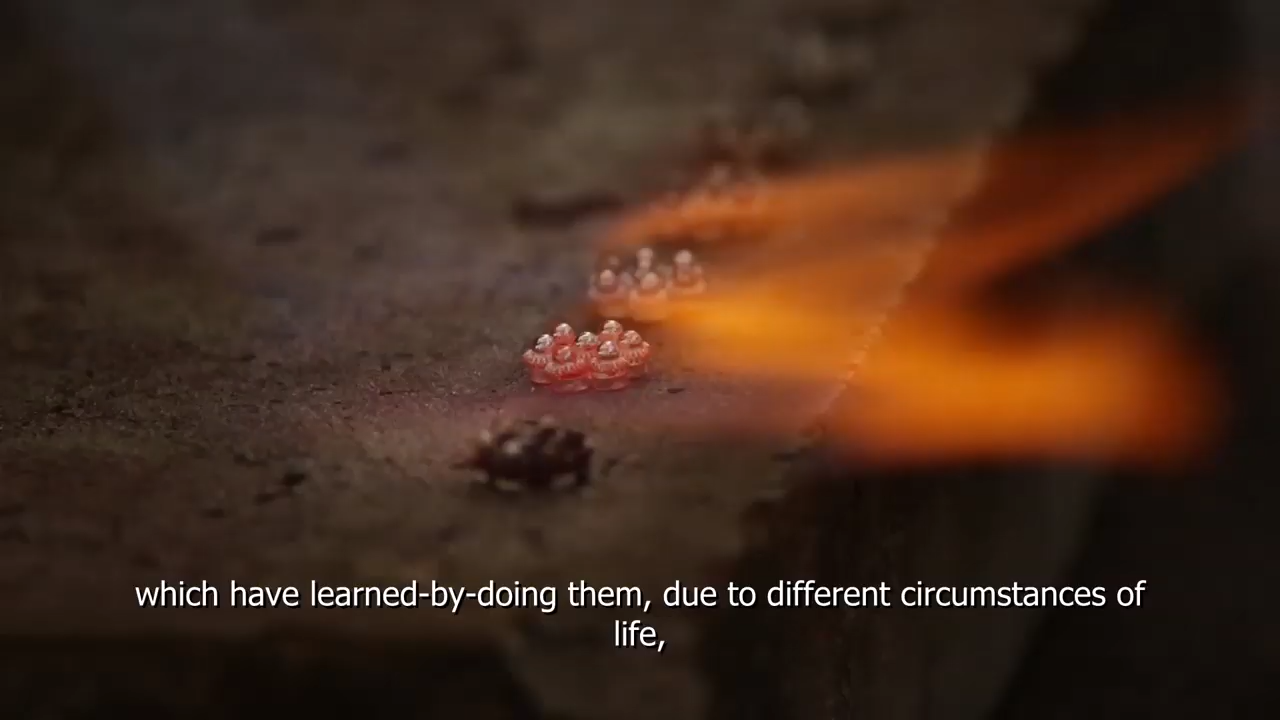 which have learned-by-doing them, due to different circumstances of
life,